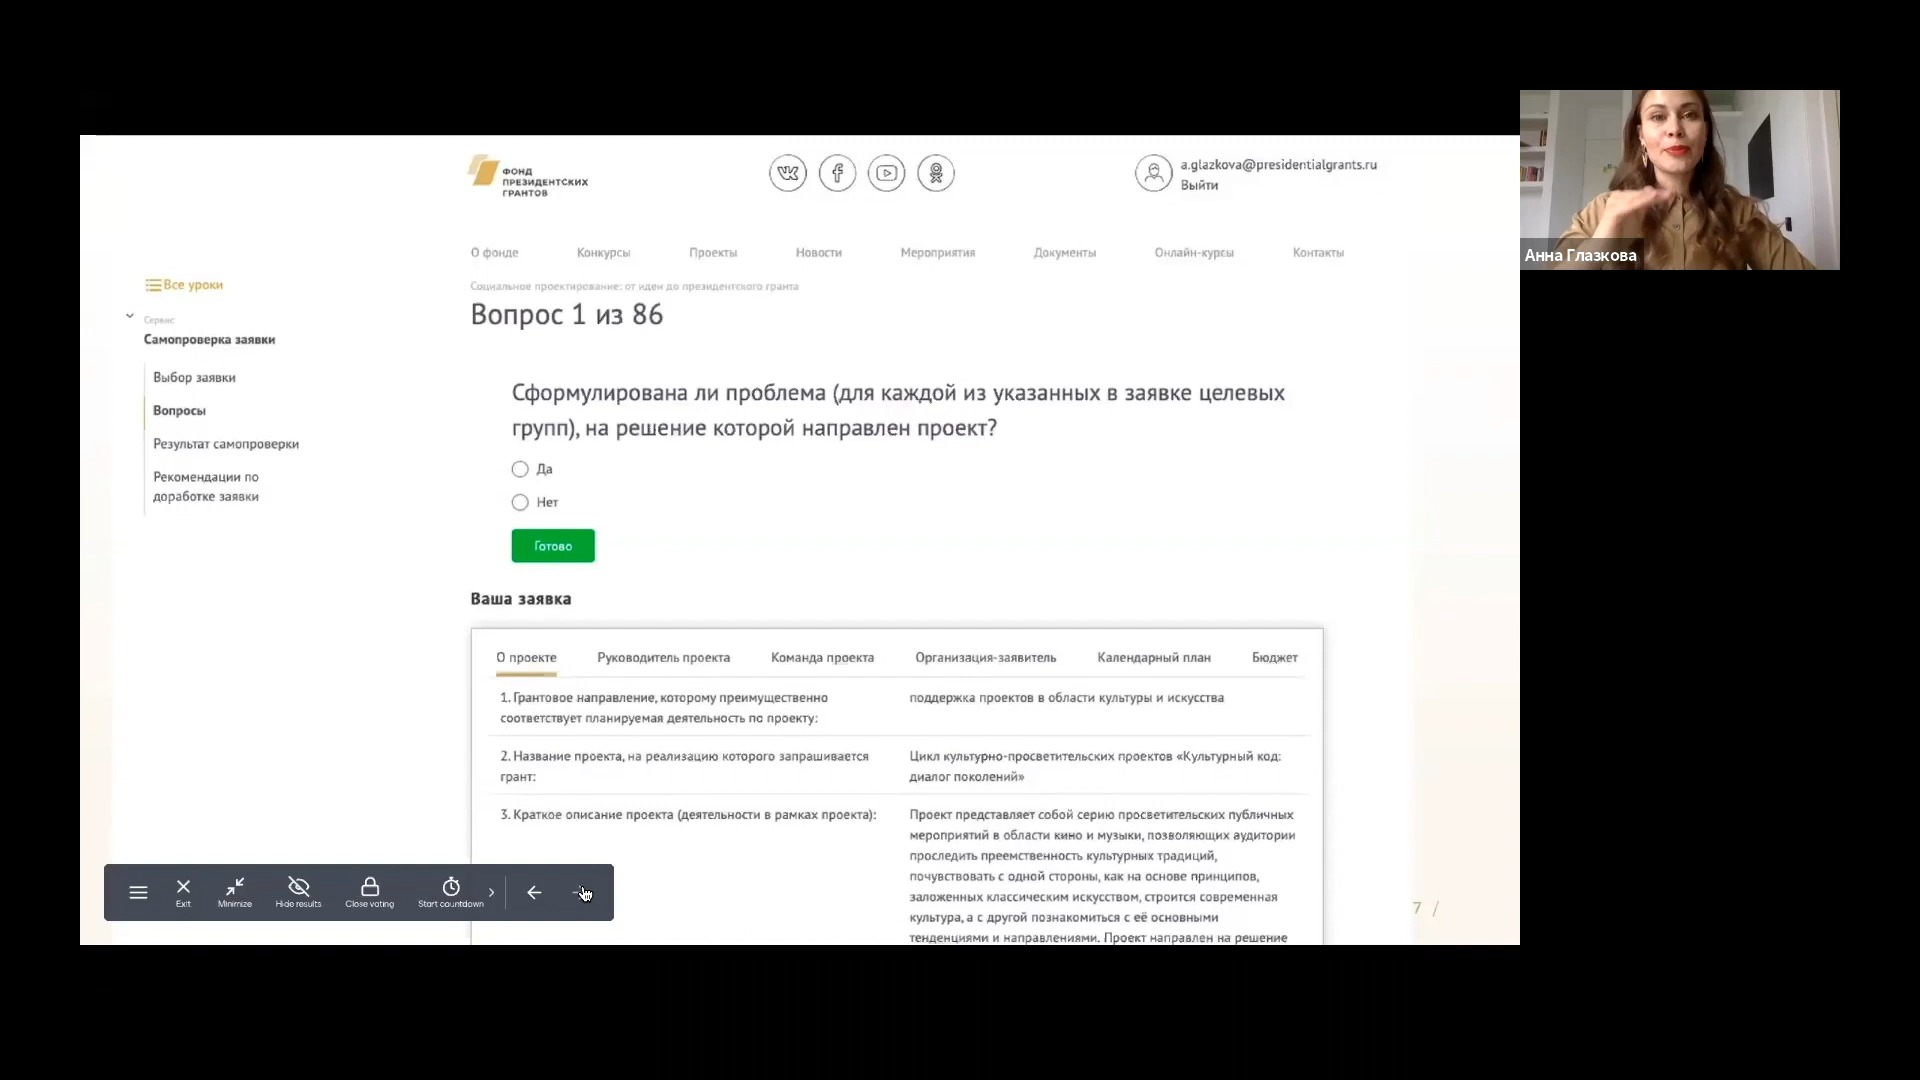 ФОНД
ПРЕЗИДЕНТСКИХ
ГРАНТОВ
a.glazkova@presidentialgrants.ru
Выйти
О фонде Конкурсы Проекты Новости Мероприятия Документы Онлайн-курсы Контакты
Все уроки
Сервис
Самопроверка заявки
Выбор заявки
Вопросы
Результат самопроверки
Рекомендации по
доработке заявки
Социальное проектирование: от идеи до президентского гранта
Вопрос 1 из 86
Сформулирована ли проблема (для каждой из указанных в заявке целевых
групп), на решение которой направлен проект?
Да
Нет
Готово
Ваша заявка
О проекте Руководитель проекта Команда проекта Организация-заявитель Календарный план Бюджет
1. Грантовое направление, которому преимущественно
соответствует планируемая деятельность по проекту:
поддержка проектов в области культуры и искусства
2. Название проекта, на реализацию которого запрашивается
грант:
Цикл культурно-просветительских проектов «Культурный код:
диалог поколений»
3. Краткое описание проекта (деятельности в рамках проекта):
Проект представляет собой серию просветительских публичных
мероприятий в области кино и музыки, позволяющих аудитории
проследить преемственность культурных традиций,
почувствовать с одной стороны, как на основе принципов,
заложенных классическим искусством, строится современная
культура, а с другой познакомиться с её основными
тенденциями и направлениями. Проект направлен на решение
Exit Minimize Hide results Close voting Start countdown
7 /
Анна Глазкова